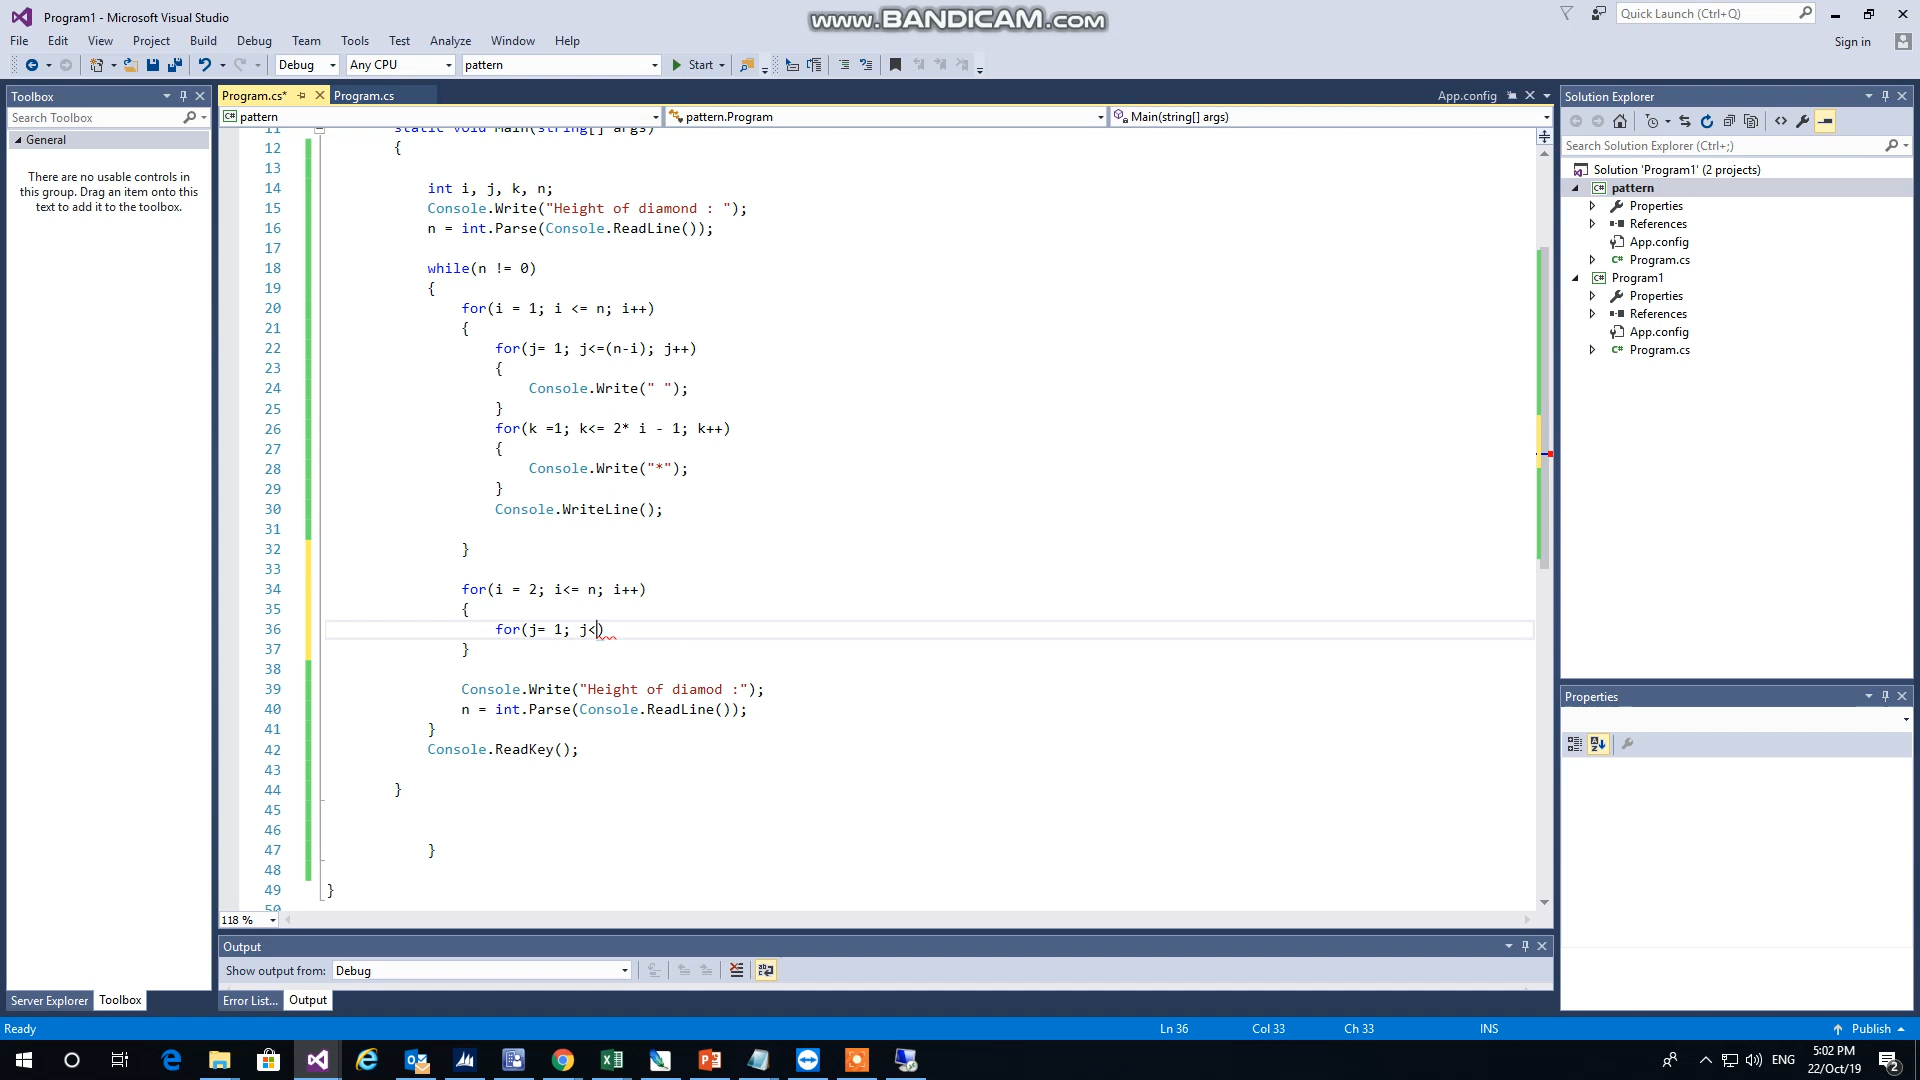 Program1 - Microsoft Visual Studio
www.BANDICAM.com
Quick Launch (Ctrl+Q)
File Edit View Project Build Debug Team Tools Test Analyze Window Help
Sign in
Debug Any CPU pattern Start
Toolbox
Search Toolbox
General
There are no usable controls in
this group. Drag an item onto this
text to add it to the toolbox.
Server Explorer Toolbox
Program.cs* Program.cs App.config
pattern pattern.Program Main(string[] args)
11 static void Main(string[] args)
12 {
13
14 int i, j, k, n;
15 Console.Write("Height of diamond : ");
16 n = int.Parse(Console.ReadLine());
17
18 while(n != 0)
19 {
20 for(i = 1; i <= n; i++)
21 {
22 for(j= 1; j<=(n-i); j++)
23 {
24 Console.Write(" ");
25 }
26 for(k =1; k<= 2* i - 1; k++)
27 {
28 Console.Write("*");
29 }
30 Console.WriteLine();
31
32 }
33
34 for(i = 2; i<= n; i++)
35 {
36 for(j= 1; j<)
37 }
38
39 Console.Write("Height of diamod :");
40 n = int.Parse(Console.ReadLine());
41 }
42 Console.ReadKey();
43
44 }
45
46
47 }
48
49 }
50
118 %
Output
Show output from: Debug
Error List... Output
Solution Explorer
Search Solution Explorer (Ctrl+;)
Solution 'Program1' (2 projects)
pattern
Properties
References
App.config
Program.cs
Program1
Properties
References
App.config
Program.cs
Properties
Ready Ln 36 Col 33 Ch 33 INS Publish
ENG
5:02 PM
22/Oct/19
2